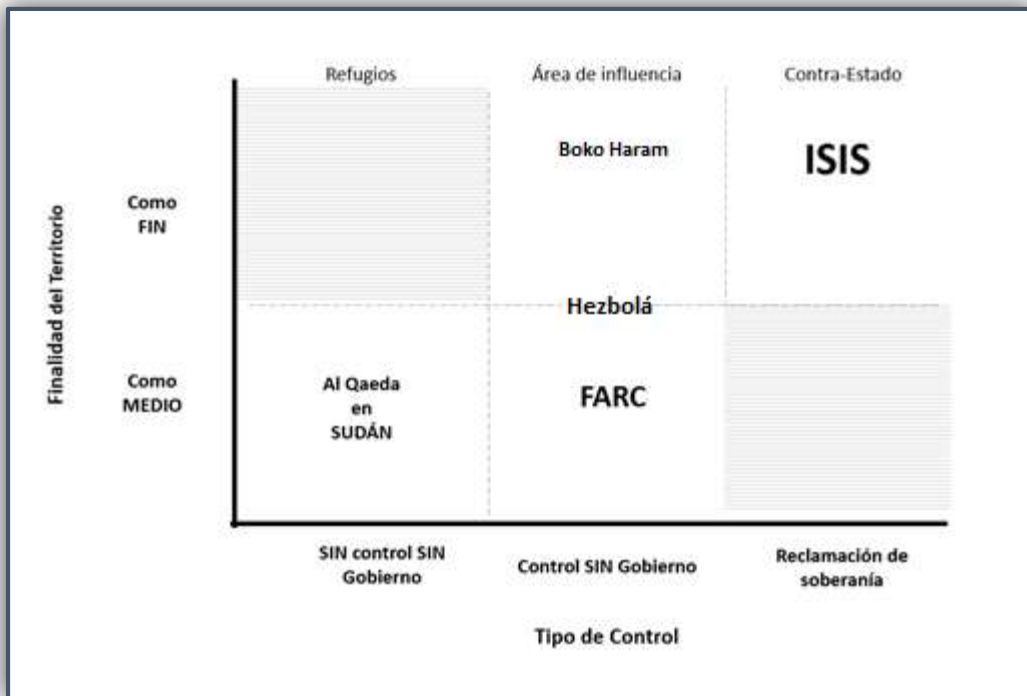 Refugios
Área de influencia
Contra-Estado
Boko Haram
ISIS
Como
FIN
Finalidad del Territorio
Hezbolá
Como
MEDIO
Al Qaeda
en
SUDÁN
FARC
SIN control SIN
Gobierno
Control SIN Gobierno
Reclamación de
soberanía
Tipo de Control